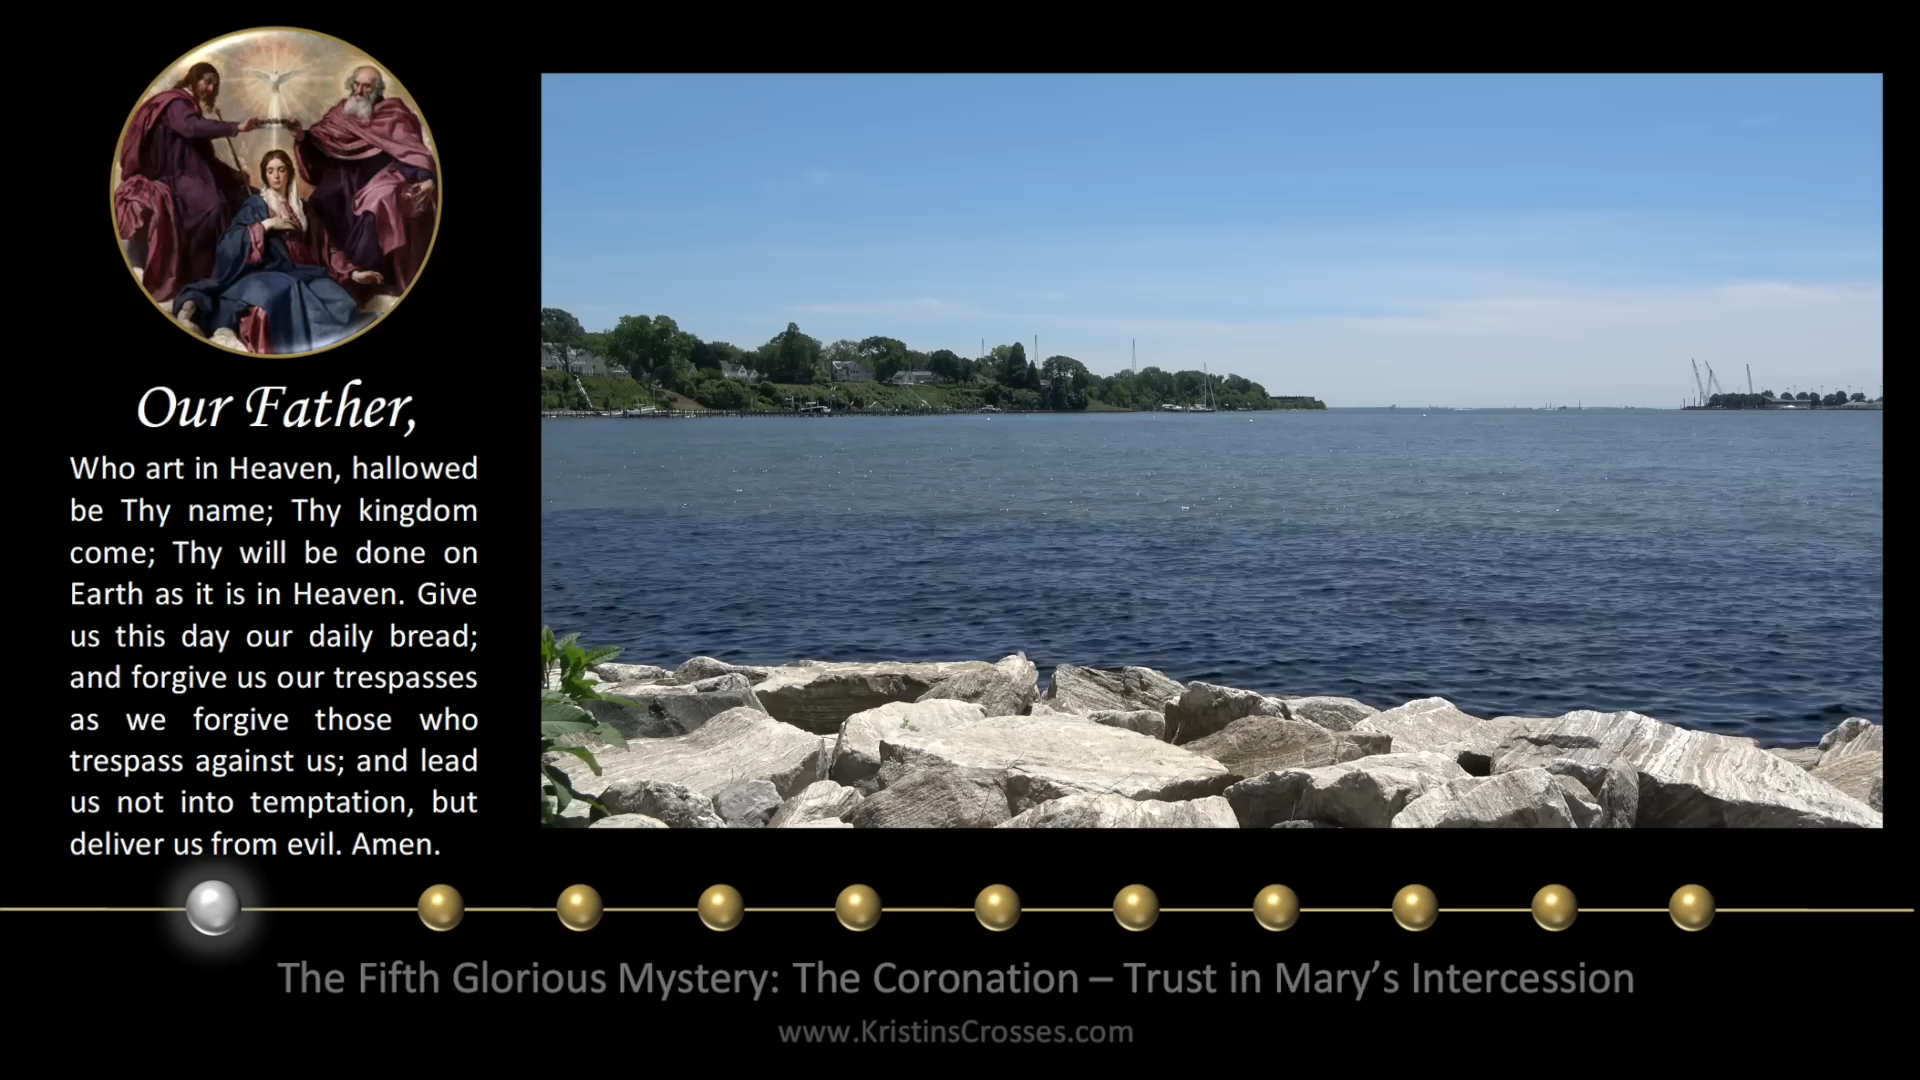 Our Father,
Who art in Heaven, hallowed
be Thy name; Thy kingdom
come; Thy will be done on
Earth as it is in Heaven. Give
us this day our daily bread;
and forgive us our trespasses
as we forgive those who
trespass against us; and lead
us not into temptation, but
deliver us from evil. Amen.
The Fifth Glorious Mystery: The Coronation – Trust in Mary’s Intercession
www.KristinsCrosses.com